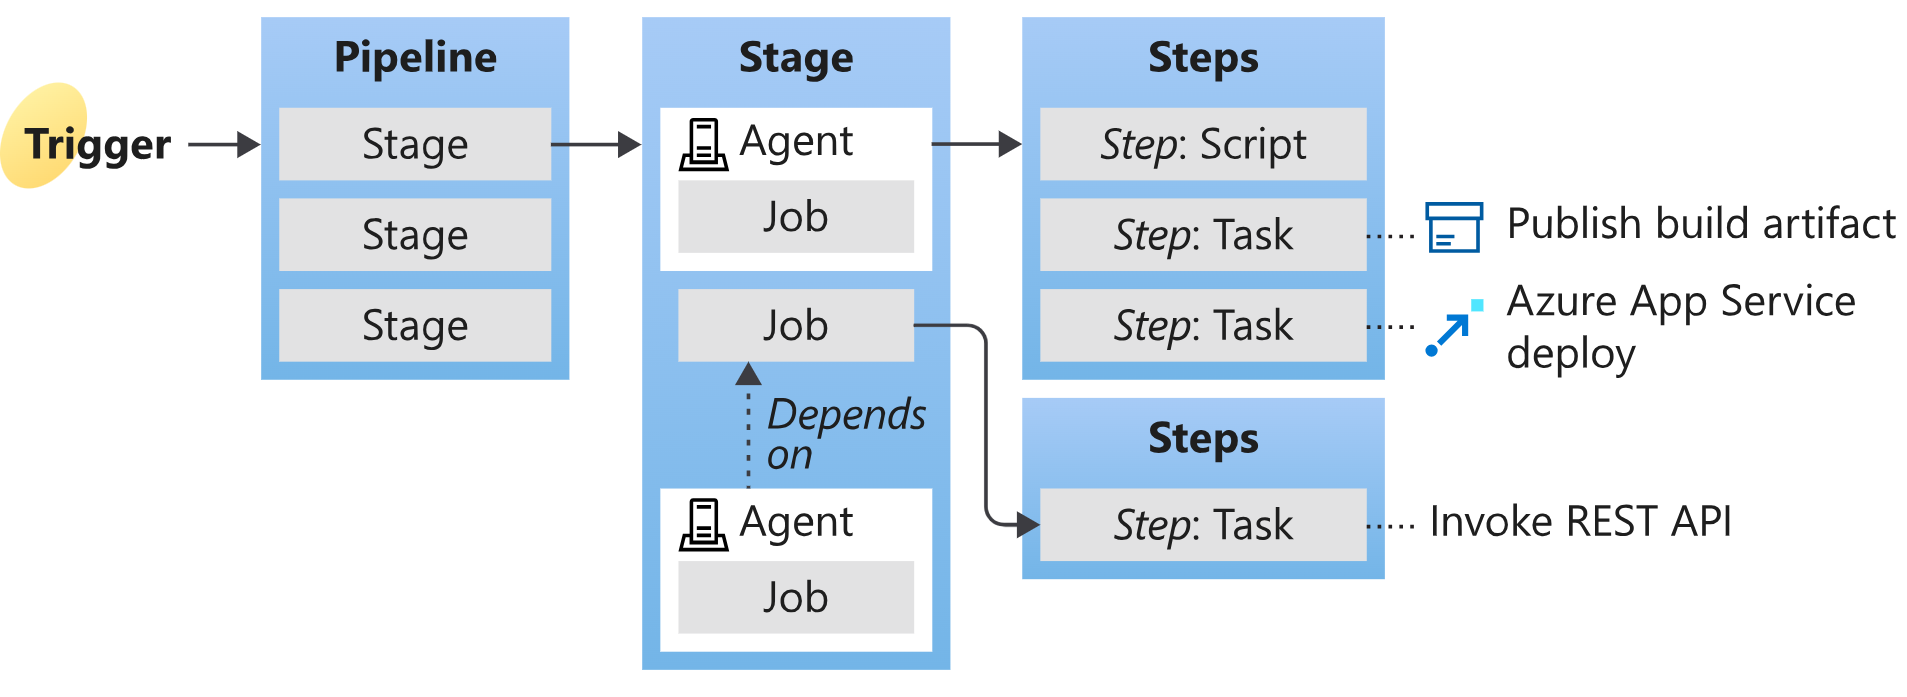 Trigger
Pipeline
Stage
Stage
Stage
Stage
Agent
Job
Job
Depends
on
Agent
Job
Steps
Step: Script
Step: Task
Publish build artifact
Step: Task
Azure App Service
deploy
Steps
Step: Task
Invoke REST API